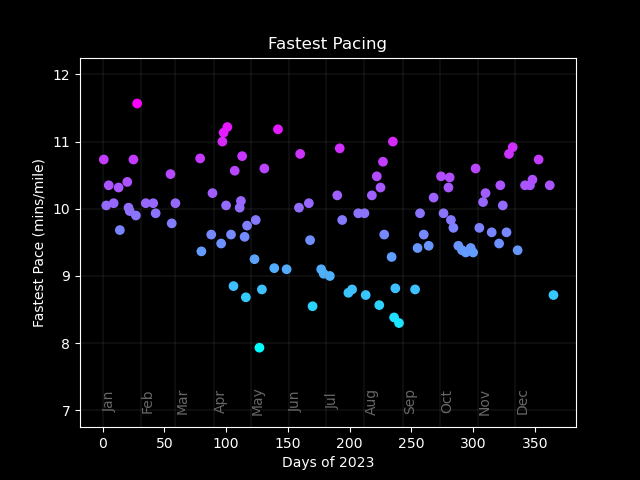 Fastest Pacing
Fastest Pace (mins/mile)
12
11
10
9
8
7
Jan Feb Mar Apr May Jun Jul Aug Sep Oct Nov Dec
0 50 100 150 200 250 300 350
Days of 2023